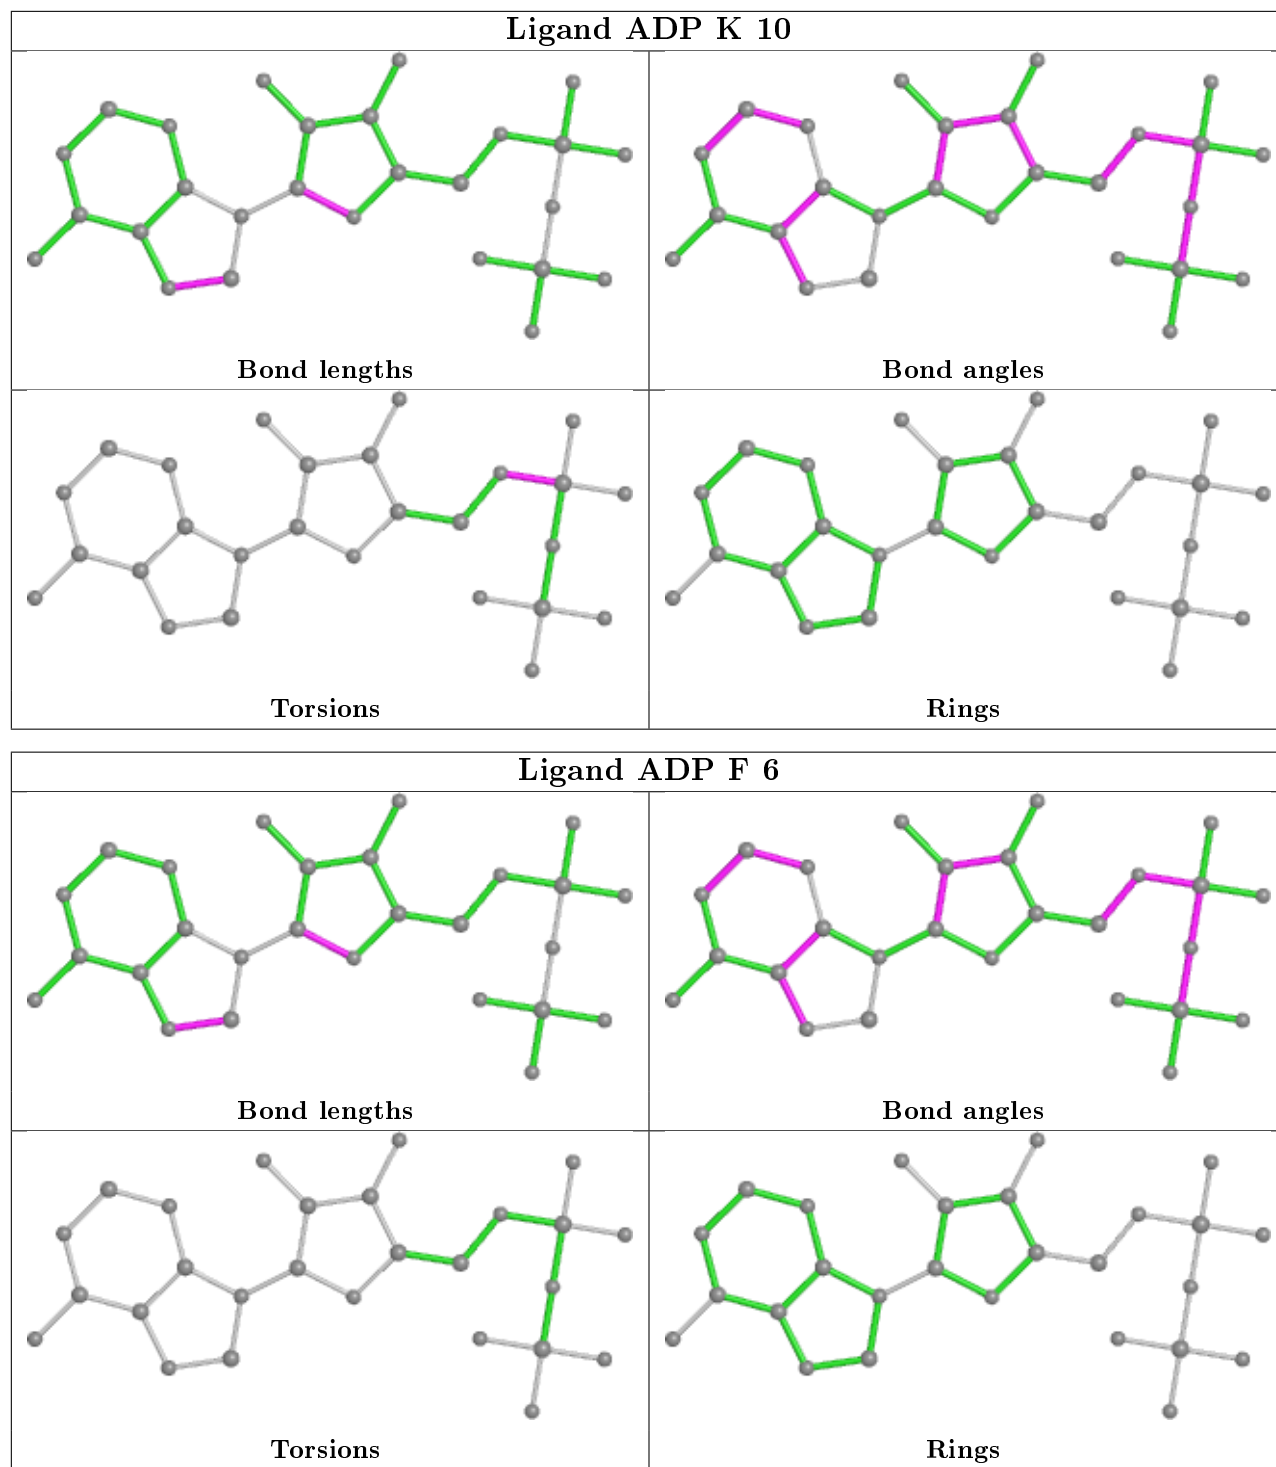 Ligand ADP K 10
Bond lengths
Bond angles
Torsions
Rings
Ligand ADP F 6
Bond lengths
Bond angles
Torsions
Rings